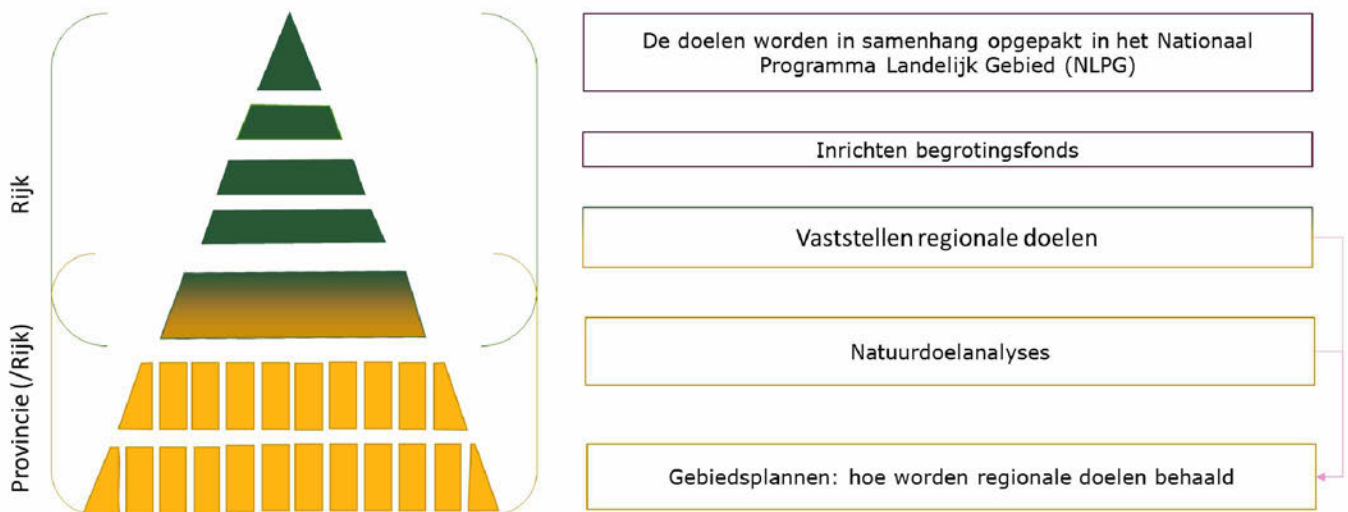 De doelen worden in samenhang opgepakt in het Nationaal
Programma Landelijk Gebied (NLPG)
Inrichten begrotingsfonds
Rijk
Vaststellen regionale doelen
Natuurdoelanalyses
Provincie (/Rijk)
Gebiedsplannen: hoe worden regionale doelen behaald